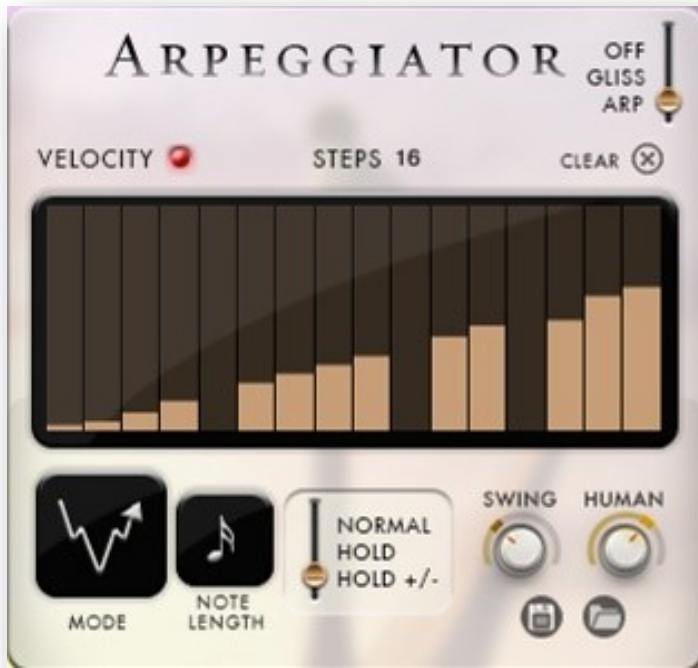 ARPEGGIATOR
OFF
GLISS
ARP
VELOCITY
STEPS 16
CLEAR
NORMAL
HOLD
HOLD +/-
SWING
HUMAN
MODE
NOTE
LENGTH